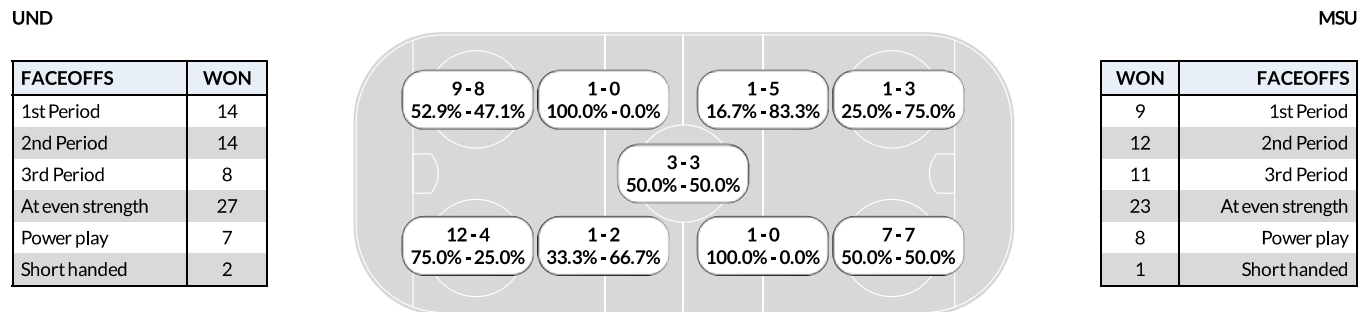 UND
MSU
FACEOFFS WON
1st Period 14
2nd Period 14
3rd Period 8
At even strength 27
Power play 7
Short handed 2
9 - 8
52.9% - 47.1%
1 - 0
100.0% - 0.0%
1 - 5
16.7% - 83.3%
1 - 3
25.0% - 75.0%
3 - 3
50.0% - 50.0%
12 - 4
75.0% - 25.0%
1 - 2
33.3% - 66.7%
1 - 0
100.0% - 0.0%
7 - 7
50.0% - 50.0%
WON FACEOFFS
9 1st Period
12 2nd Period
11 3rd Period
23 At even strength
8 Power play
1 Short handed